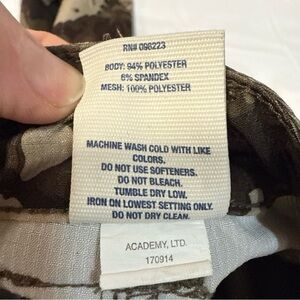 RN# 098223
BODY: 94% POLYESTER
6% SPANDEX
MESH: 100% POLYESTER
MACHINE WASH COLD WITH LIKE
COLORS.
DO NOT USE SOFTENERS.
DO NOT BLEACH.
TUMBLE DRY LOW.
IRON ON LOWEST SETTING ONLY.
DO NOT DRY CLEAN.
ACADEMY, LTD.
170914